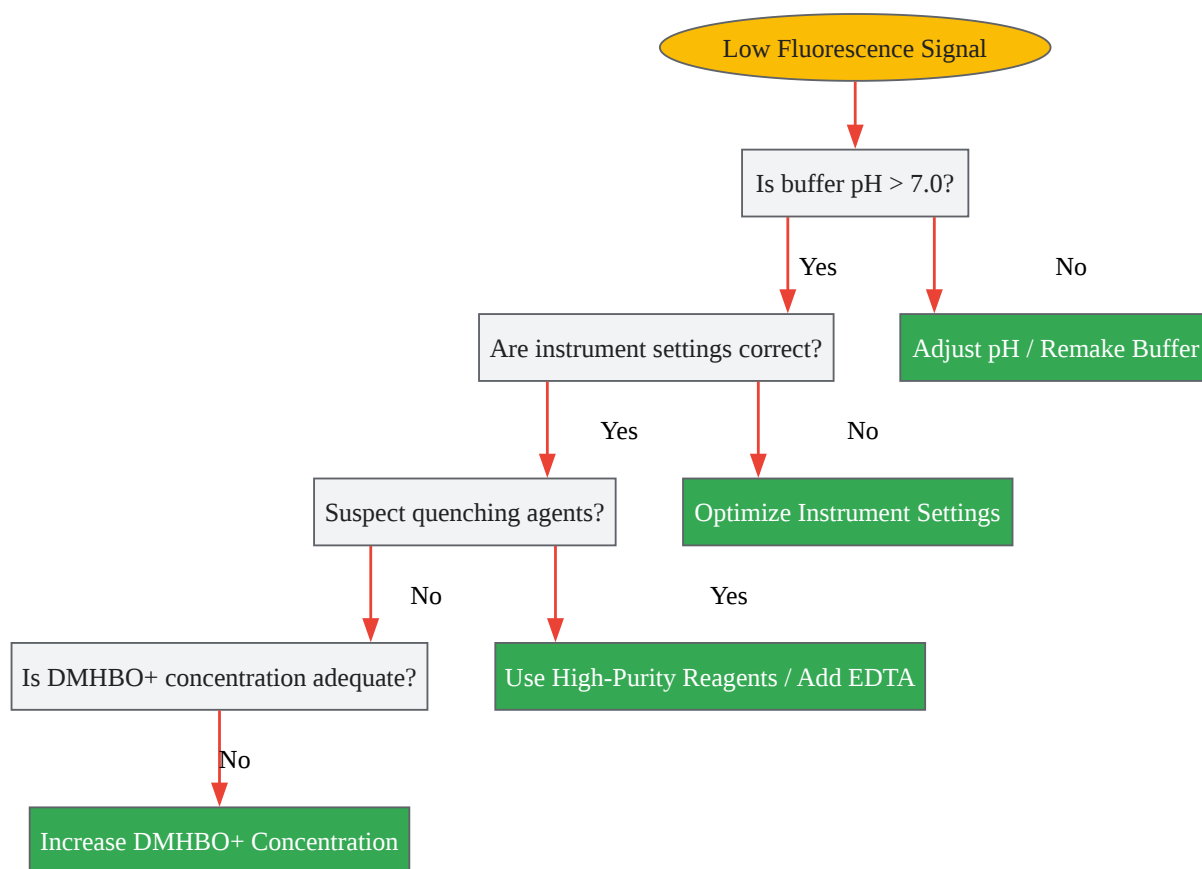 Low Fluorescence Signal
Is buffer pH > 7.0?
Yes
No
Are instrument settings correct?
Adjust pH / Remake Buffer
Yes
No
Suspect quenching agents?
Optimize Instrument Settings
No
Yes
Is DMHBO+ concentration adequate?
Use High-Purity Reagents / Add EDTA
No
Increase DMHBO+ Concentration